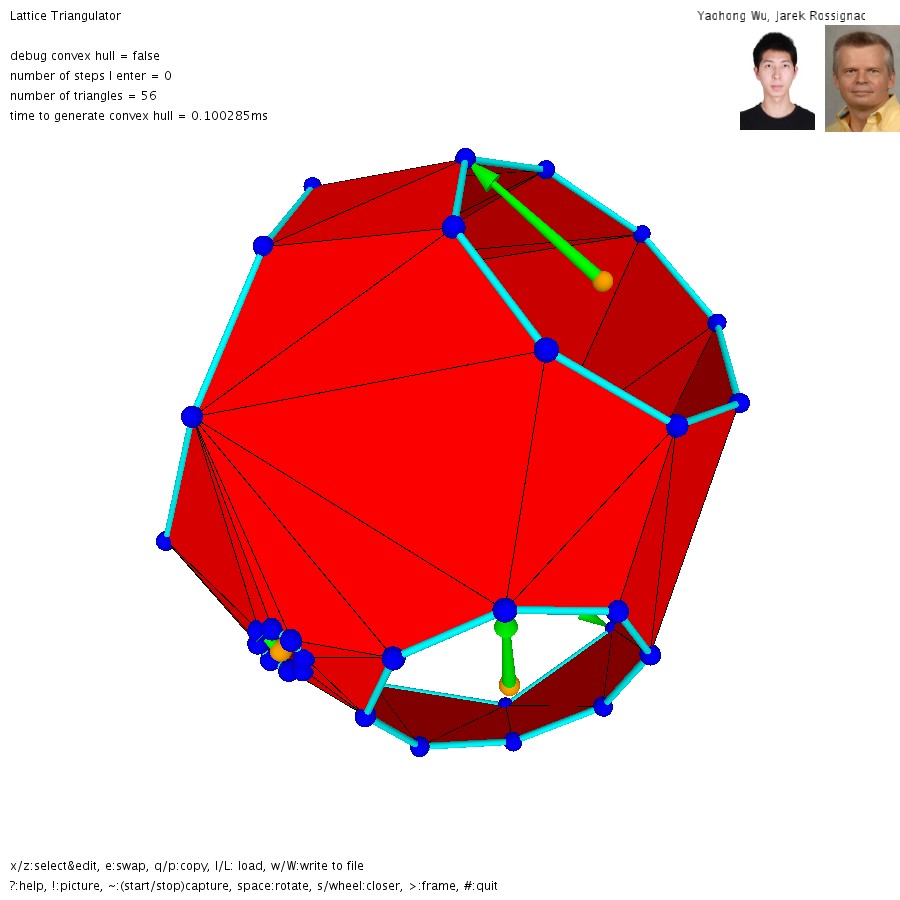 Lattice Triangulator
Yaohong Wu, Jarek Rossignac
debug convex hull = false
number of steps I enter = 0
number of triangles = 56
time to generate convex hull = 0.100285ms
x/z:select&edit, e:swap, q/p:copy, l/L: load, w/W:write to file
?:help, !:picture, ~:(start/stop)capture, space:rotate, s/wheel:closer, >:frame, #:quit